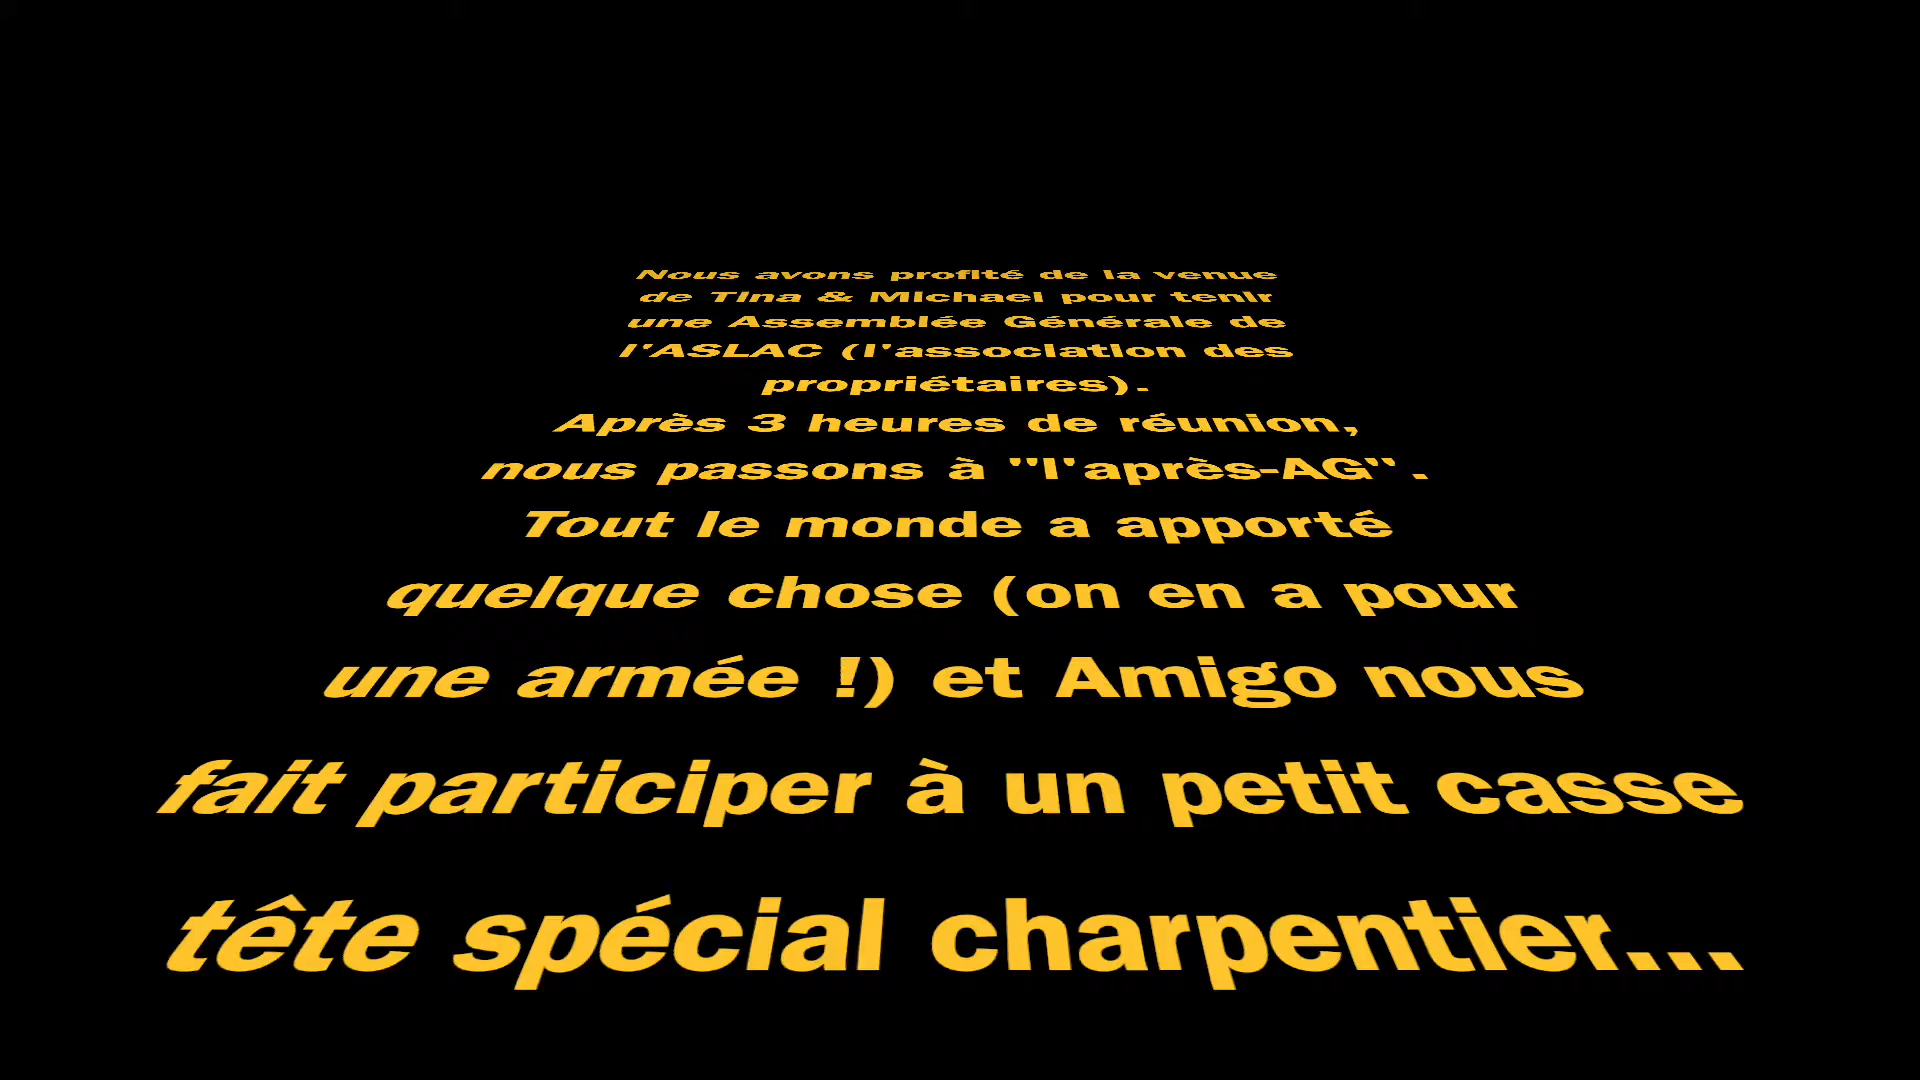 Nous avons profité de la venue
de Tina & Michael pour tenir
une Assemblée Générale de
l'ASLAC (l'association des
propriétaires).
Après 3 heures de réunion,
nous passons à "l'après-AG".
Tout le monde a apporté
quelque chose (on en a pour
une armée !) et Amigo nous
fait participer à un petit casse
tête spécial charpentier...